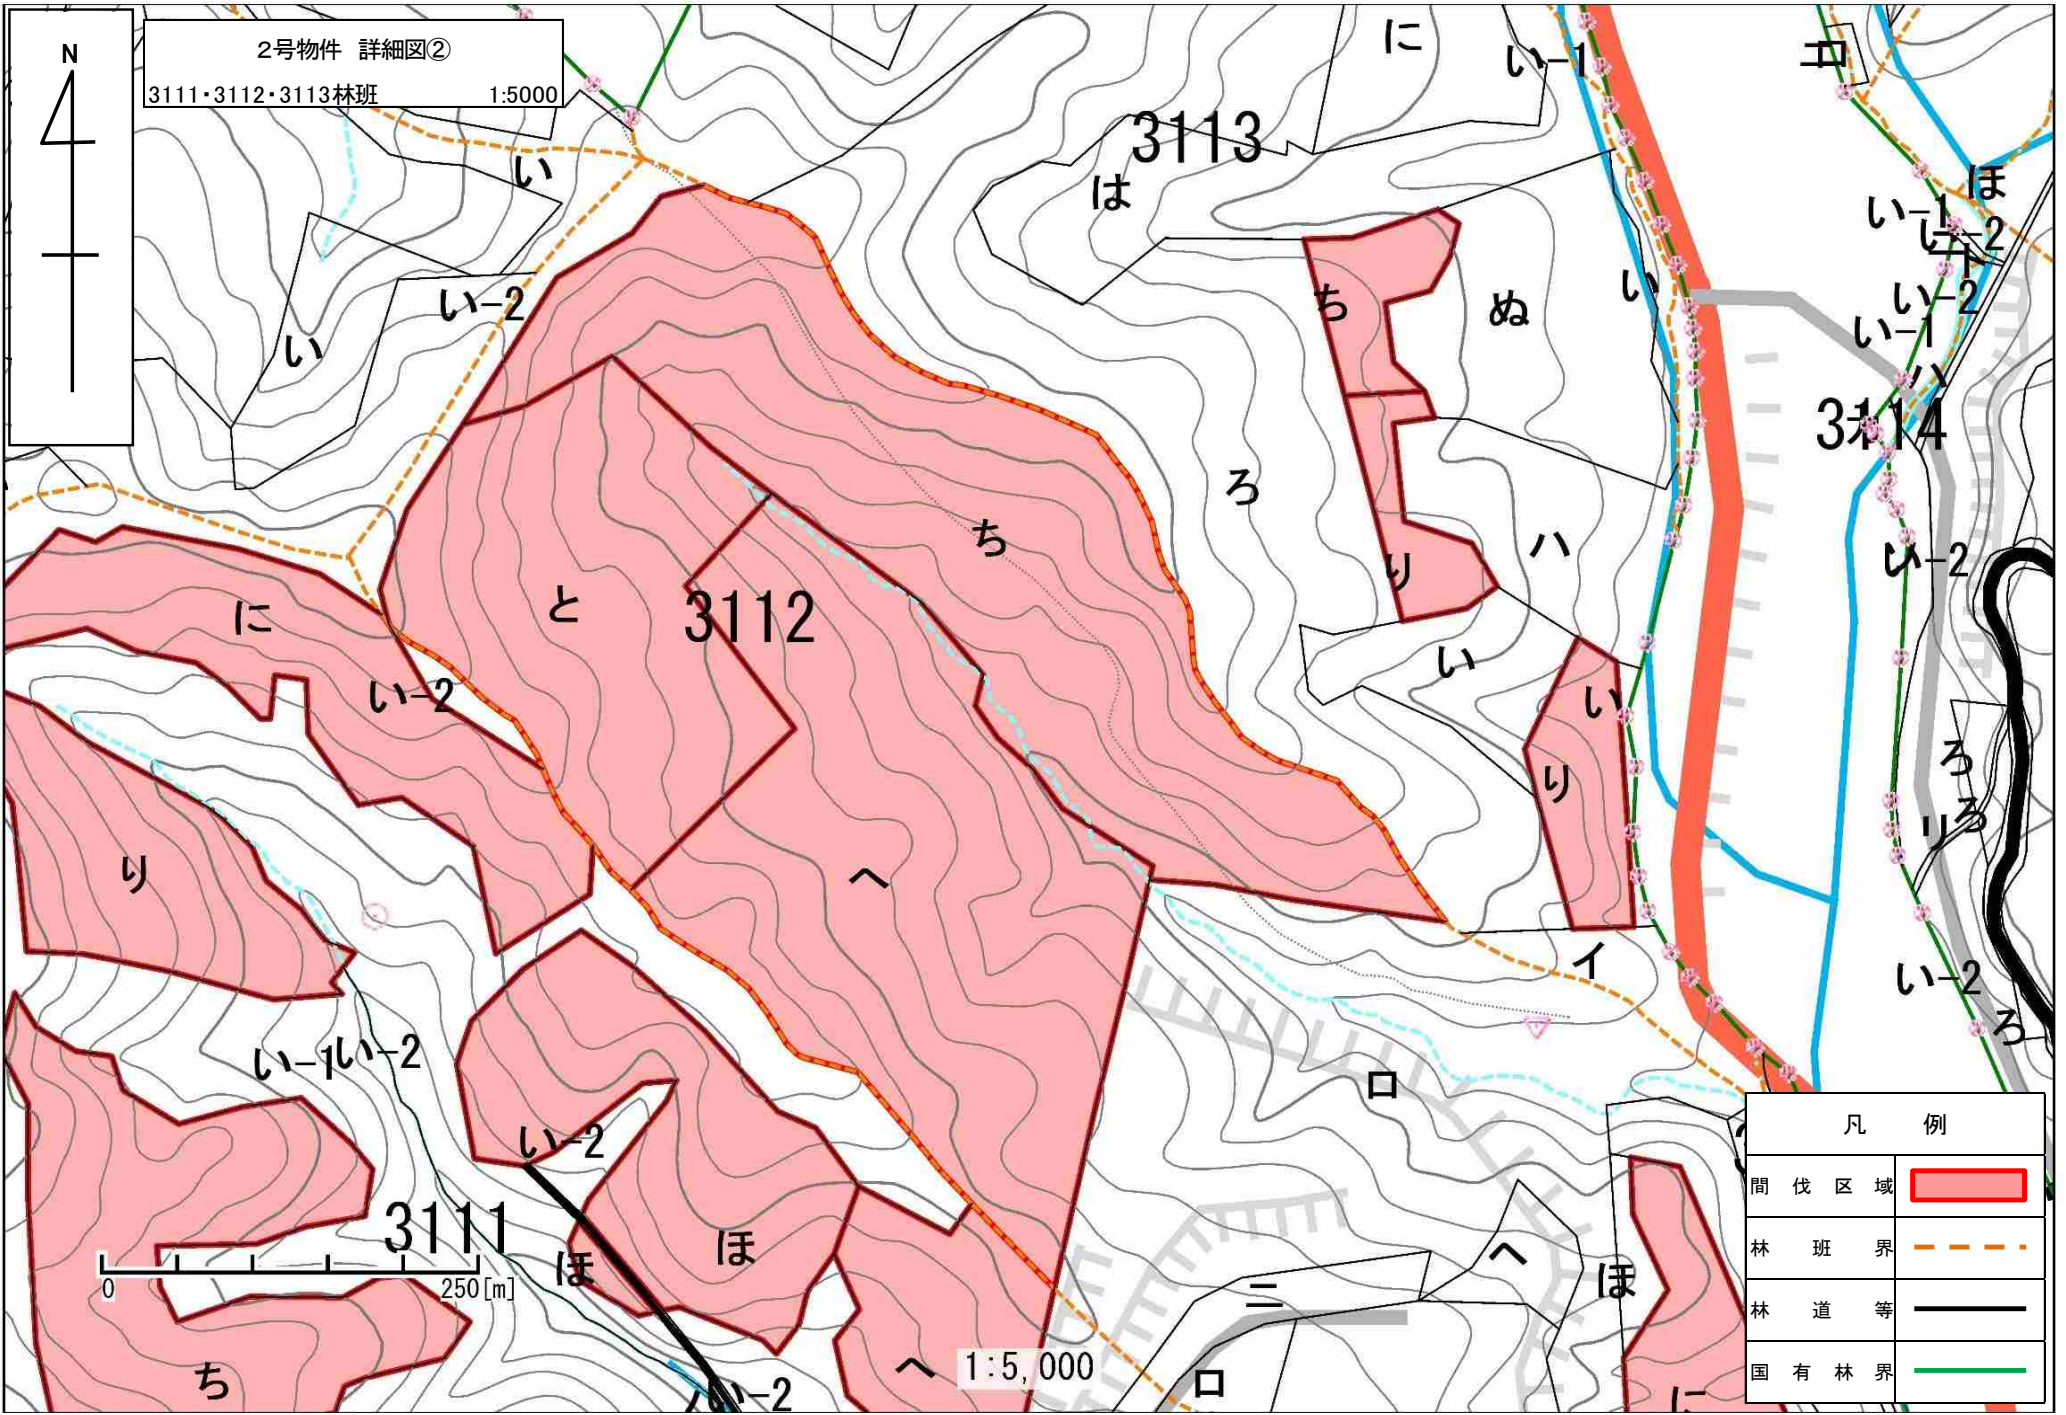 N
2号物件 詳細図②
3111・3112・3113林班 1:5000
に
い-1
コ
3113
は
い
ほ
い-1
い-2
い-2
ち
ぬ
い
い-2
い
い-1
ハ
3114
ろ
ち
り
ハ
い-2
に
と
3112
い
い-2
い
ろ
り
ろ
リ
り
へ
イ
い-2
ろ
い-1
い-2
ロ
い-2
3111
ほ
ほ
へ
ほ
ニ
0 250[m]
ち
へ
1:5,000
ロ
い-2
に
凡 例
間伐区域
林班界
林道等
国有林界